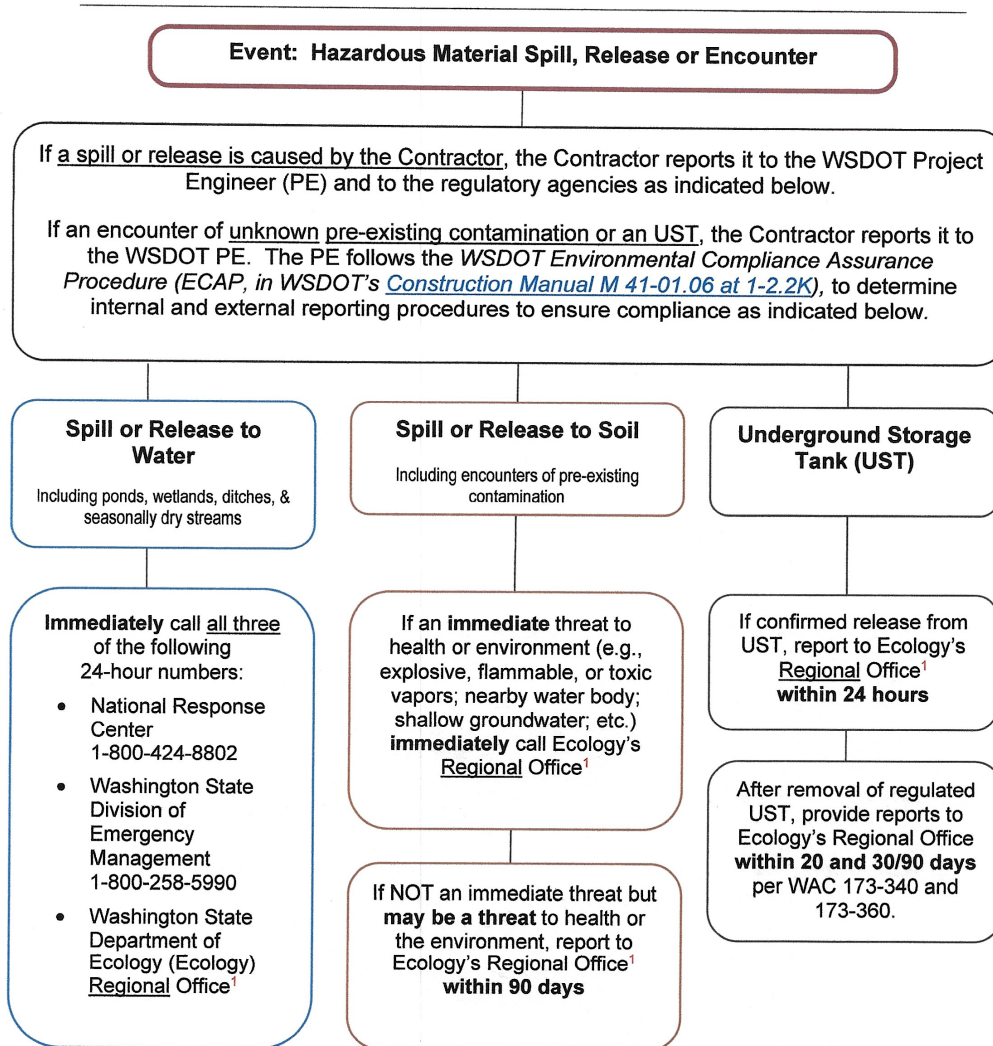 Event: Hazardous Material Spill, Release or Encounter
If a spill or release is caused by the Contractor, the Contractor reports it to the WSDOT Project
Engineer (PE) and to the regulatory agencies as indicated below.
If an encounter of unknown pre-existing contamination or an UST, the Contractor reports it to
the WSDOT PE. The PE follows the WSDOT Environmental Compliance Assurance
Procedure (ECAP, in WSDOT's Construction Manual M 41-01.06 at 1-2.2K), to determine
internal and external reporting procedures to ensure compliance as indicated below.
Spill or Release to
Water
Including ponds, wetlands, ditches, &
seasonally dry streams
Immediately call all three
of the following
24-hour numbers:
• National Response
Center
1-800-424-8802
• Washington State
Division of
Emergency
Management
1-800-258-5990
• Washington State
Department of
Ecology (Ecology)
Regional Office¹
Spill or Release to Soil
Including encounters of pre-existing
contamination
If an immediate threat to
health or environment (e.g.,
explosive, flammable, or toxic
vapors; nearby water body;
shallow groundwater; etc.)
immediately call Ecology's
Regional Office¹
If NOT an immediate threat but
may be a threat to health or
the environment, report to
Ecology's Regional Office¹
within 90 days
Underground Storage
Tank (UST)
If confirmed release from
UST, report to Ecology's
Regional Office¹
within 24 hours
After removal of regulated
UST, provide reports to
Ecology's Regional Office
within 20 and 30/90 days
per WAC 173-340 and
173-360.